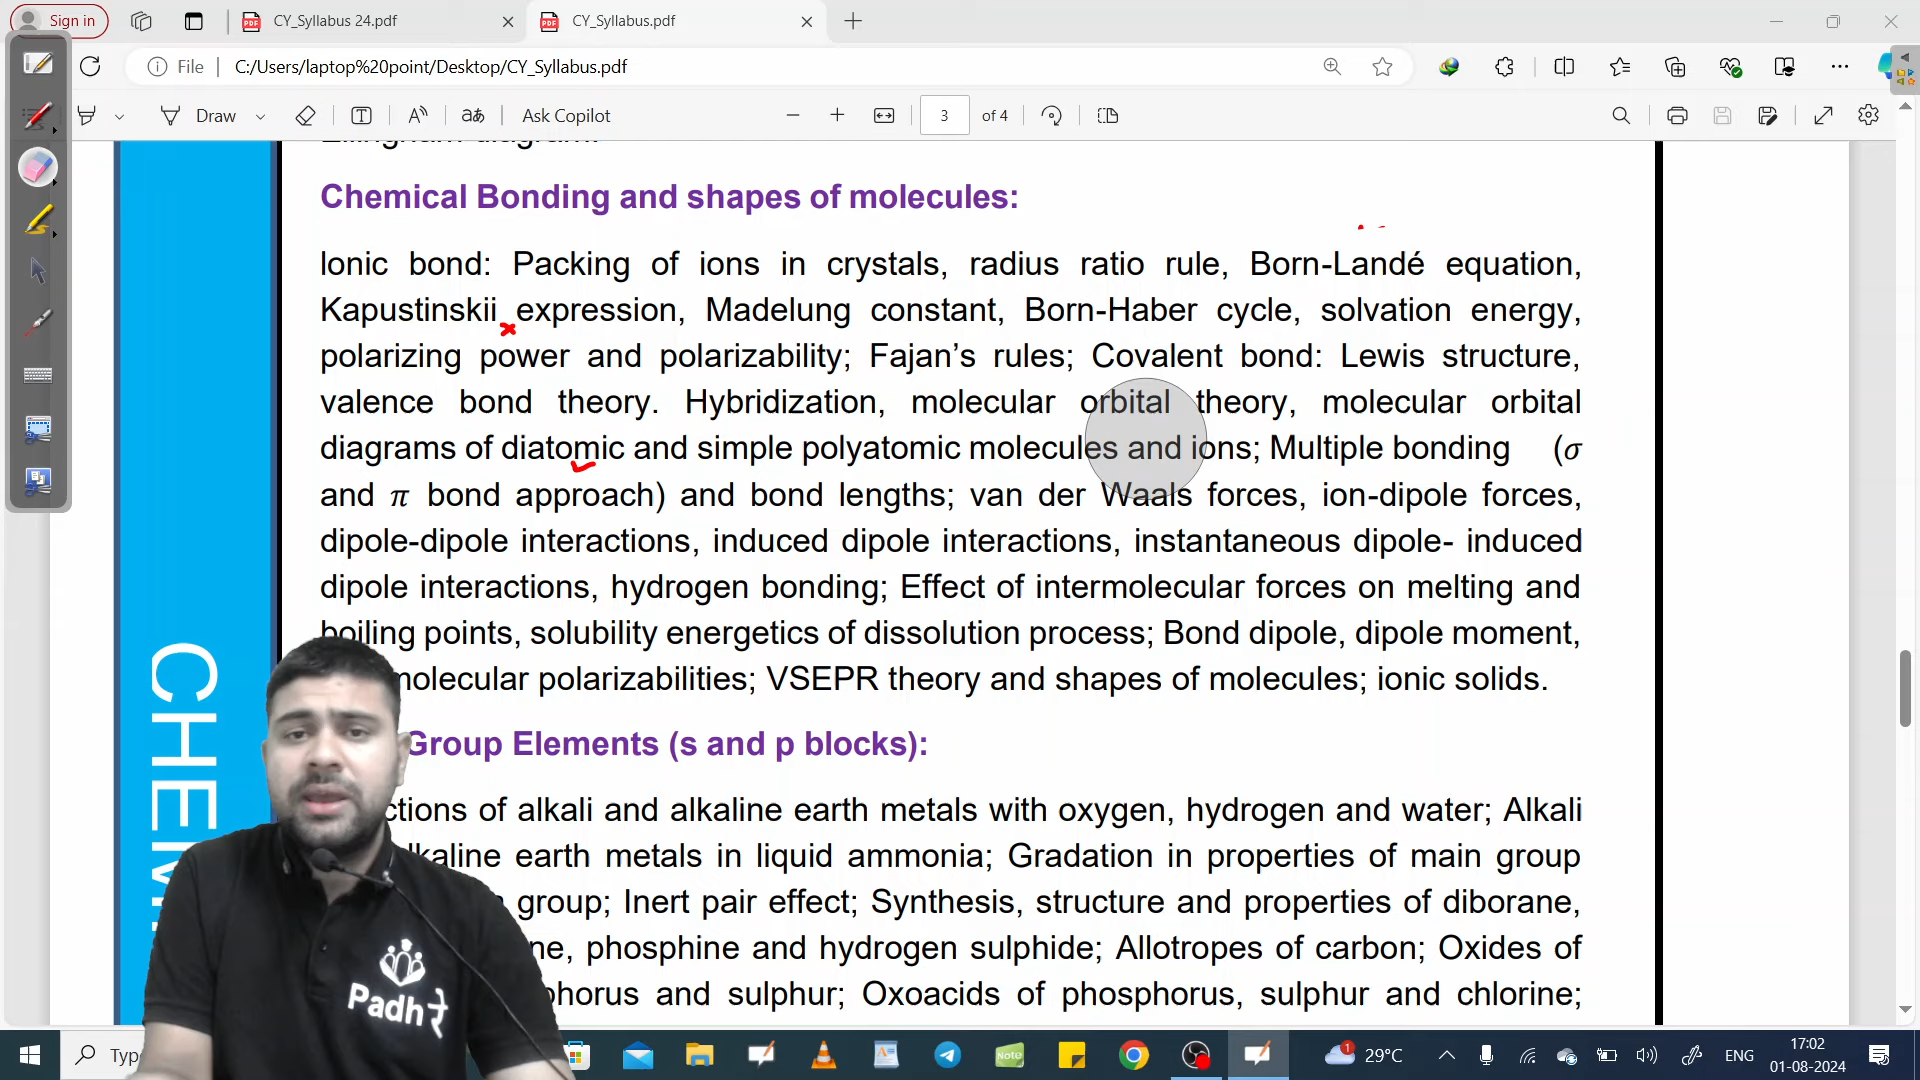 Sign in
CY_Syllabus 24.pdf
CY_Syllabus.pdf
File
C:/Users/laptop%20point/Desktop/CY_Syllabus.pdf
Draw
Ask Copilot
3 of 4
Chemical Bonding and shapes of molecules:
Ionic bond: Packing of ions in crystals, radius ratio rule, Born-Landé equation,
Kapustinskii expression, Madelung constant, Born-Haber cycle, solvation energy,
polarizing power and polarizability; Fajan's rules; Covalent bond: Lewis structure,
valence bond theory. Hybridization, molecular orbital theory, molecular orbital
diagrams of diatomic and simple polyatomic molecules and ions; Multiple bonding (σ
and π bond approach) and bond lengths; van der Waals forces, ion-dipole forces,
dipole-dipole interactions, induced dipole interactions, instantaneous dipole- induced
dipole interactions, hydrogen bonding; Effect of intermolecular forces on melting and
boiling points, solubility energetics of dissolution process; Bond dipole, dipole moment,
molecular polarizabilities; VSEPR theory and shapes of molecules; ionic solids.
Group Elements (s and p blocks):
ctions of alkali and alkaline earth metals with oxygen, hydrogen and water; Alkali
lkaline earth metals in liquid ammonia; Gradation in properties of main group
group; Inert pair effect; Synthesis, structure and properties of diborane,
ne, phosphine and hydrogen sulphide; Allotropes of carbon; Oxides of
phorus and sulphur; Oxoacids of phosphorus, sulphur and chlorine;
CHEM
Padhरे
Typ
Note
1
29°C
ENG
17:02
01-08-2024